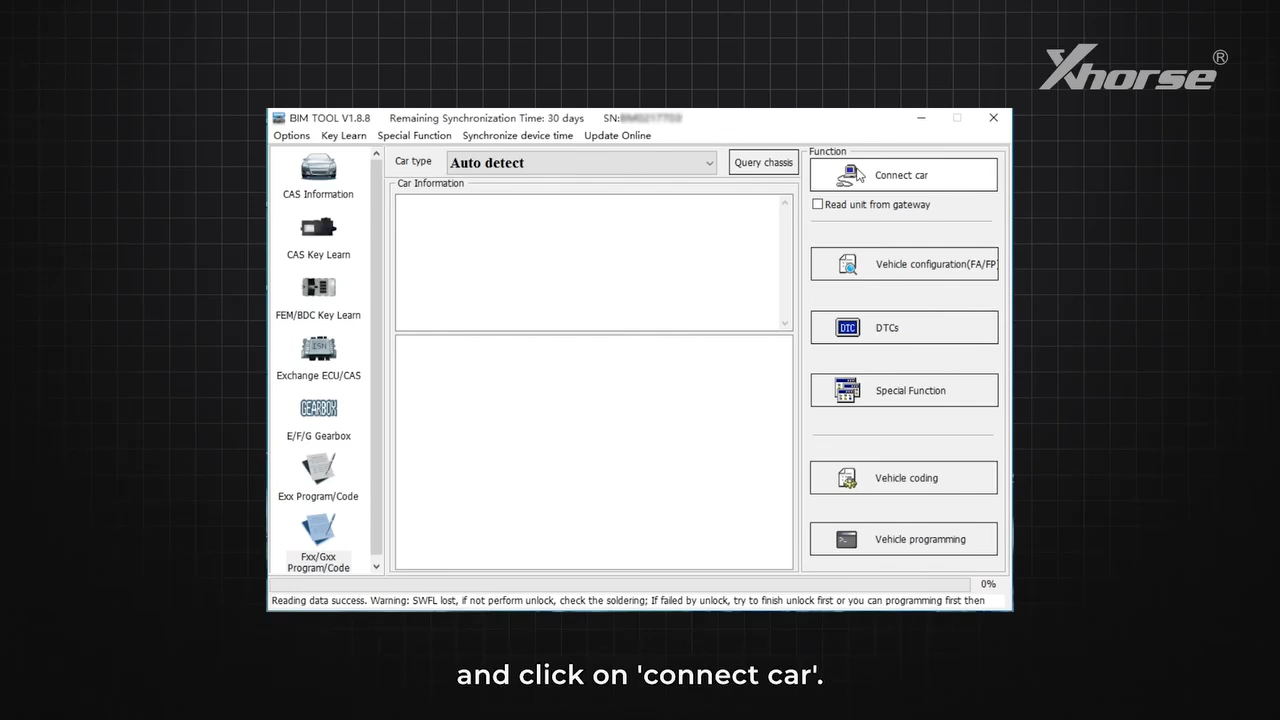 Xhorse®
BIM TOOL V1.8.8 Remaining Synchronization Time: 30 days SN:
Options Key Learn Special Function Synchronize device time Update Online
CAS Information
CAS Key Learn
FEM/BDC Key Learn
ISN
Exchange ECU/CAS
GEARBOX
E/F/G Gearbox
Exx Program/Code
Fxx/Gxx
Program/Code
Car type Auto detect Query chassis
Car Information
Function
Connect car
Read unit from gateway
Vehicle configuration(FA/FP)
DTC DTCs
Special Function
Vehicle coding
Vehicle programming
0%
Reading data success. Warning: SWFL lost, if not perform unlock, check the soldering; If failed by unlock, try to finish unlock first or you can programming first then
and click on 'connect car'.